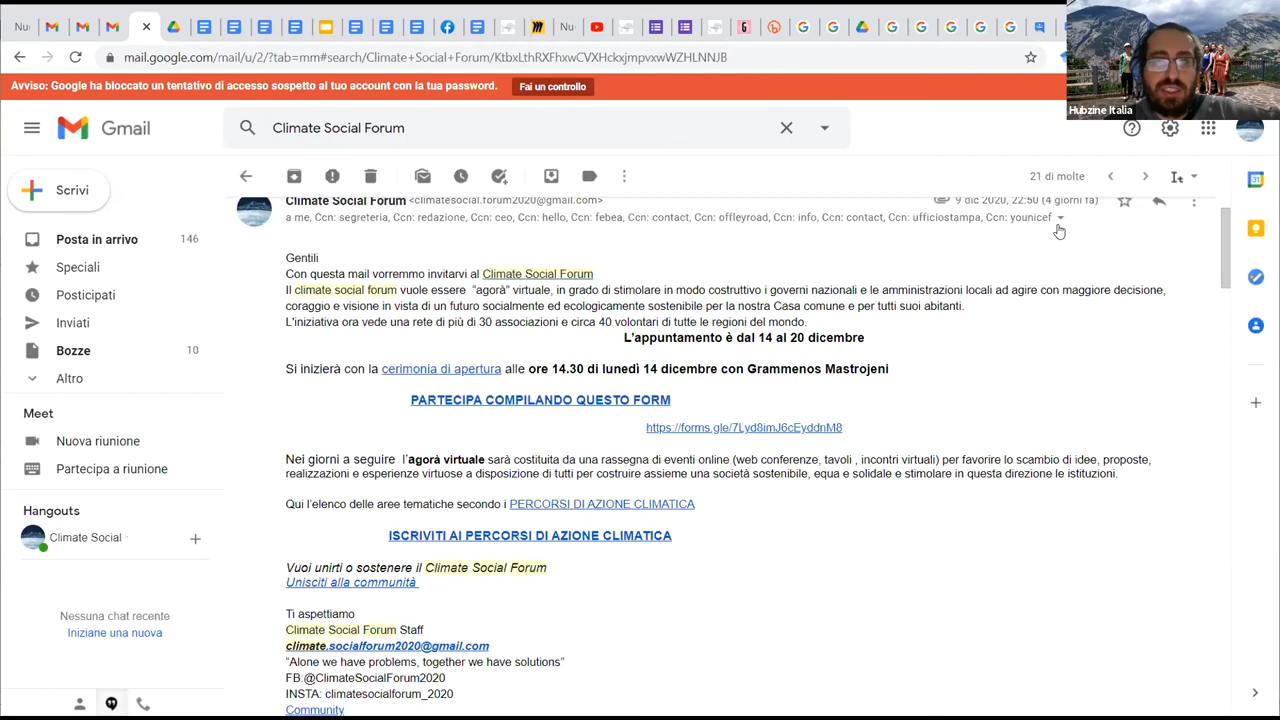 Nu
Nu
mail.google.com/mail/u/2/?tab=mm#search/Climate+Social+Forum/KtbxLthRXFhxwCVXHckxjmpvxwWZHLNNJB
Avviso: Google ha bloccato un tentativo di accesso sospetto al tuo account con la tua password. Fai un controllo
Hubzine Italia
Gmail
Climate Social Forum
Scrivi
21 di molte
Climate Social Forum <climatesocial.forum2020@gmail.com>
9 dic 2020, 22:50 (4 giorni fa)
a me, Ccn: segreteria, Ccn: redazione, Ccn: ceo, Ccn: hello, Ccn: febea, Ccn: contact, Ccn: offleyroad, Ccn: info, Ccn: contact, Ccn: ufficiostampa, Ccn: younicef
Posta in arrivo 146
Speciali
Posticipati
Inviati
Bozze 10
Altro
Meet
Nuova riunione
Partecipa a riunione
Hangouts
Climate Social
Nessuna chat recente
Iniziane una nuova
Gentili
Con questa mail vorremmo invitarvi al Climate Social Forum
Il climate social forum vuole essere “agorà” virtuale, in grado di stimolare in modo costruttivo i governi nazionali e le amministrazioni locali ad agire con maggiore decisione,
coraggio e visione in vista di un futuro socialmente ed ecologicamente sostenibile per la nostra Casa comune e per tutti suoi abitanti.
L'iniziativa ora vede una rete di più di 30 associazioni e circa 40 volontari di tutte le regioni del mondo.
L’appuntamento è dal 14 al 20 dicembre
Si inizierà con la cerimonia di apertura alle ore 14.30 di lunedì 14 dicembre con Grammenos Mastrojeni
PARTECIPA COMPILANDO QUESTO FORM
https://forms.gle/7Lyd8imJ6cEyddnM8
Nei giorni a seguire l’agorà virtuale sarà costituita da una rassegna di eventi online (web conferenze, tavoli , incontri virtuali) per favorire lo scambio di idee, proposte,
realizzazioni e esperienze virtuose a disposizione di tutti per costruire assieme una società sostenibile, equa e solidale e stimolare in questa direzione le istituzioni.
Qui l’elenco delle aree tematiche secondo i PERCORSI DI AZIONE CLIMATICA
ISCRIVITI AI PERCORSI DI AZIONE CLIMATICA
Vuoi unirti o sostenere il Climate Social Forum
Unisciti alla communità
Ti aspettiamo
Climate Social Forum Staff
climate.socialforum2020@gmail.com
“Alone we have problems, together we have solutions”
FB:@ClimateSocialForum2020
INSTA: climatesocialforum_2020
Community